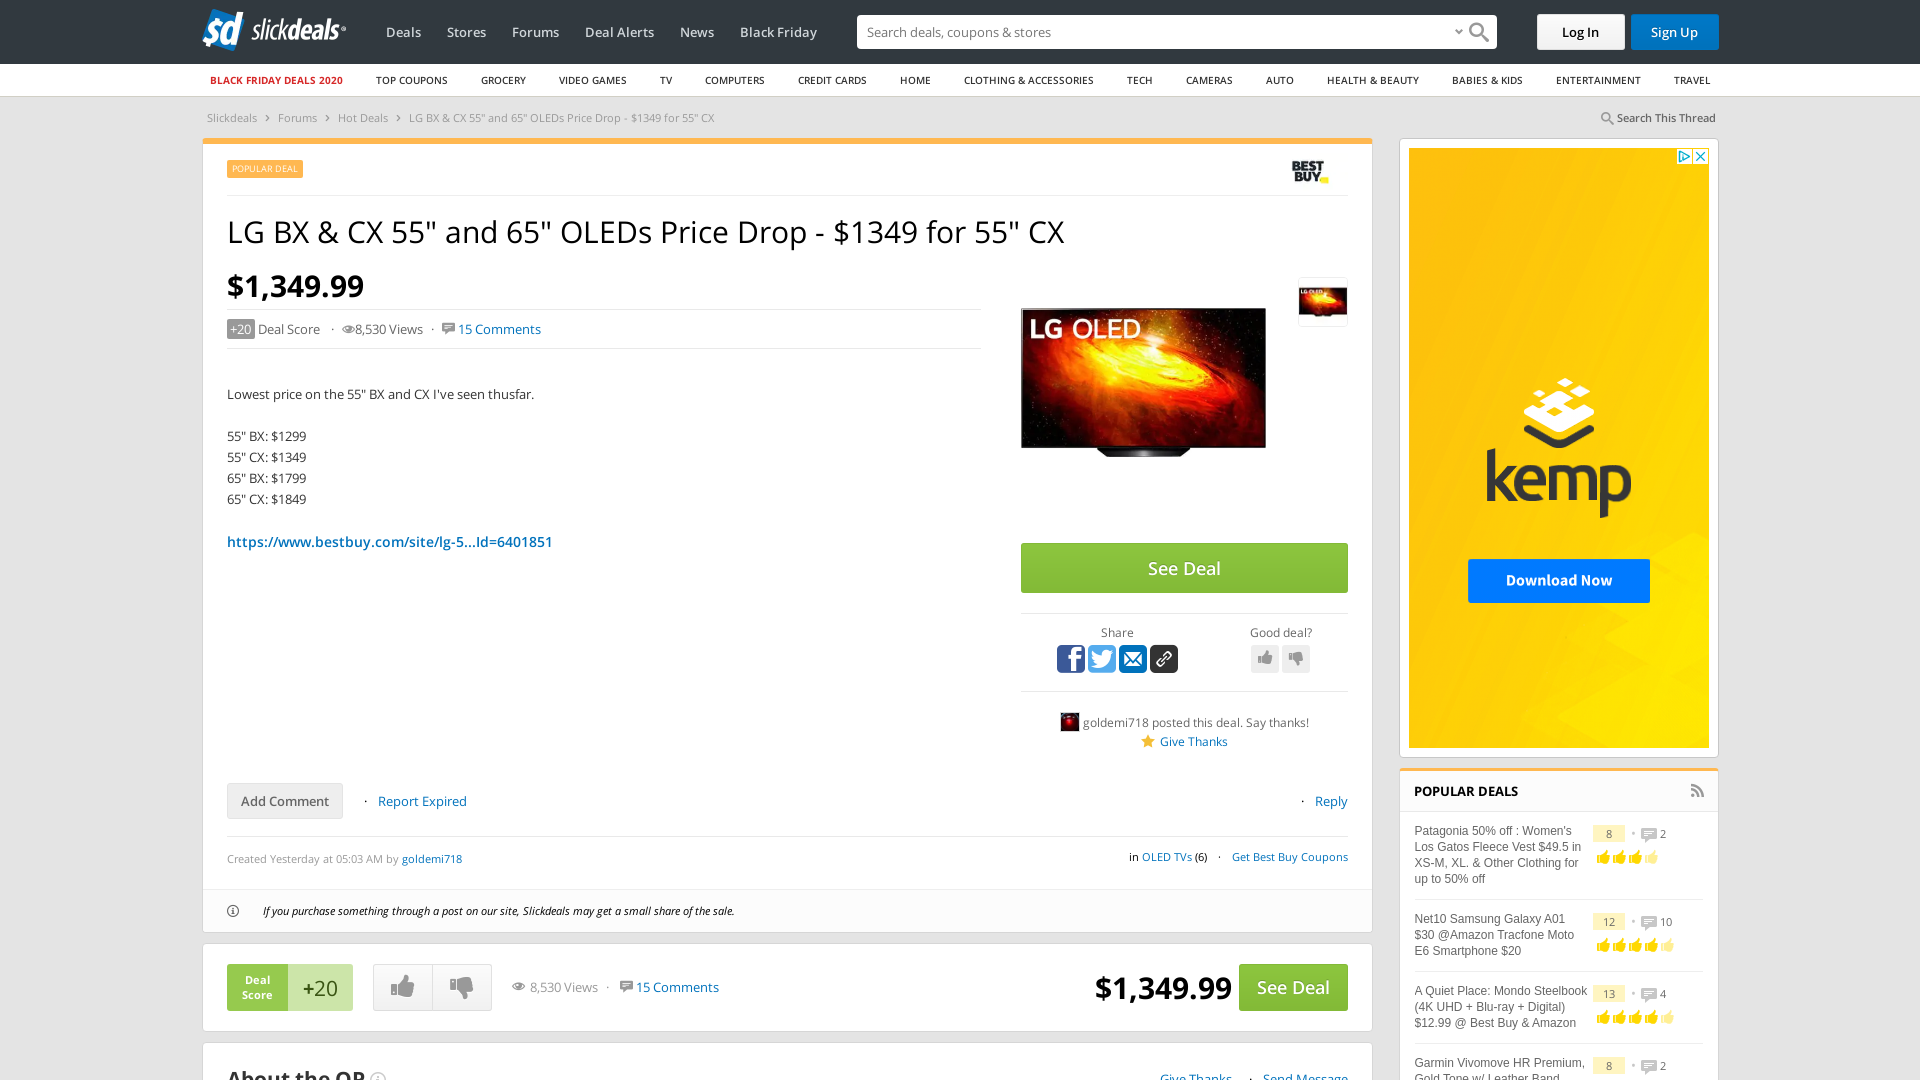 sd slickdeals
Deals
Stores
Forums
Deal Alerts
News
Black Friday
Search deals, coupons & stores
Log In
Sign Up
BLACK FRIDAY DEALS 2020
TOP COUPONS
GROCERY
VIDEO GAMES
TV
COMPUTERS
CREDIT CARDS
HOME
CLOTHING & ACCESSORIES
TECH
CAMERAS
AUTO
HEALTH & BEAUTY
BABIES & KIDS
ENTERTAINMENT
TRAVEL
Slickdeals › Forums › Hot Deals › LG BX & CX 55" and 65" OLEDs Price Drop - $1349 for 55" CX
Search This Thread
POPULAR DEAL
BEST
BUY
LG BX & CX 55" and 65" OLEDs Price Drop - $1349 for 55" CX
$1,349.99
+20 Deal Score · 8,530 Views · 15 Comments
Lowest price on the 55" BX and CX I've seen thusfar.
55" BX: $1299
55" CX: $1349
65" BX: $1799
65" CX: $1849
https://www.bestbuy.com/site/lg-5...Id=6401851
LG OLED
LG OLED
See Deal
Share
Good deal?
goldemi718 posted this deal. Say thanks!
Give Thanks
Add Comment
· Report Expired
· Reply
Created Yesterday at 05:03 AM by goldemi718
in OLED TVs (6) · Get Best Buy Coupons
If you purchase something through a post on our site, Slickdeals may get a small share of the sale.
Deal
Score
+20
8,530 Views · 15 Comments
$1,349.99
See Deal
About the OP
Give Thanks · Send Message
kemp
Download Now
POPULAR DEALS
Patagonia 50% off : Women's
Los Gatos Fleece Vest $49.5 in
XS-M, XL. & Other Clothing for
up to 50% off
8 • 2
Net10 Samsung Galaxy A01
$30 @Amazon Tracfone Moto
E6 Smartphone $20
12 • 10
A Quiet Place: Mondo Steelbook
(4K UHD + Blu-ray + Digital)
$12.99 @ Best Buy & Amazon
13 • 4
Garmin Vivomove HR Premium,
Gold Tone w/ Leather Band
8 • 2